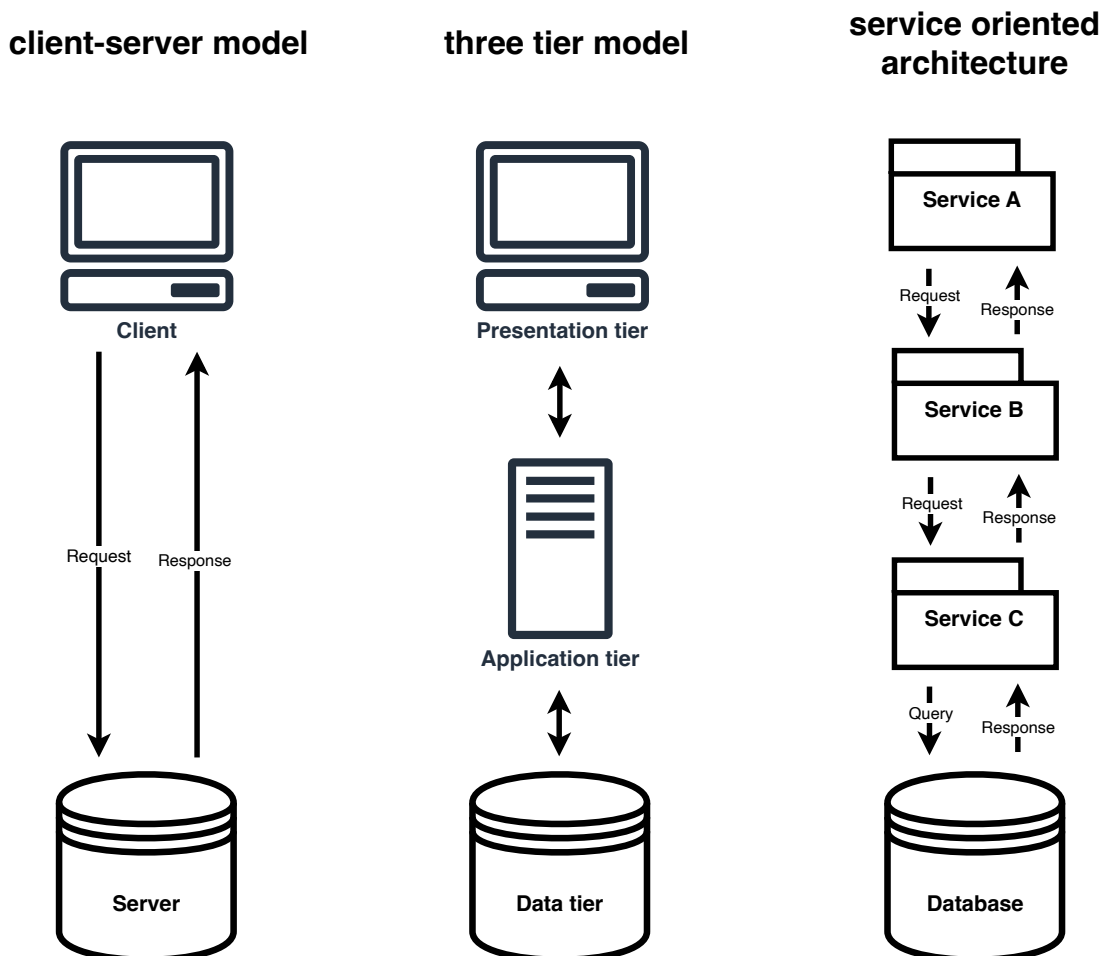 client-server model
three tier model
service oriented
architecture
Client
Request
Response
Server
Presentation tier
Application tier
Data tier
Service A
Request
Response
Service B
Request
Response
Service C
Query
Response
Database